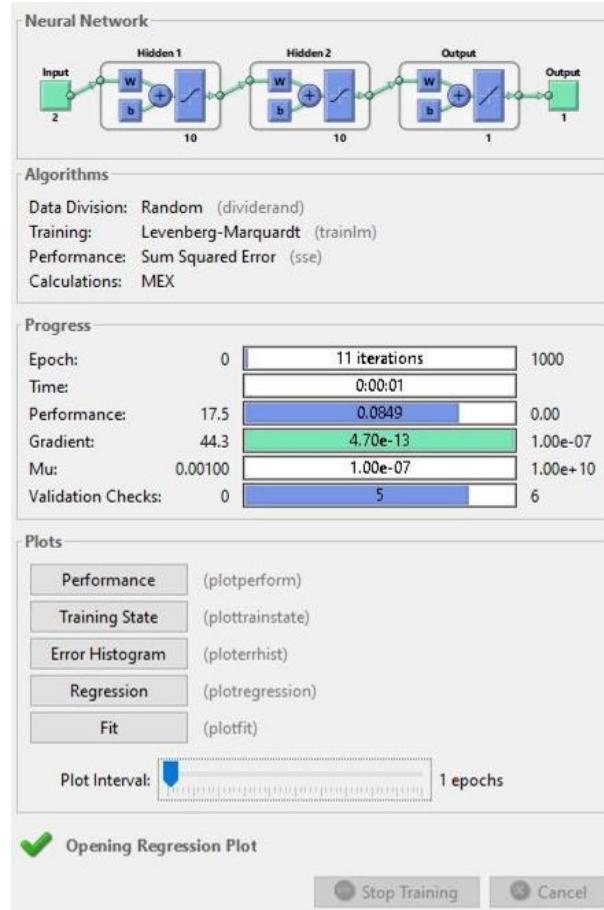 Neural Network
Hidden 1 Hidden 2 Output
Input Output
W W W
b b b
2 10 10 1 1
Algorithms
Data Division: Random (dividerand)
Training: Levenberg-Marquardt (trainlm)
Performance: Sum Squared Error (sse)
Calculations: MEX
Progress
Epoch: 0 11 iterations 1000
Time: 0:00:01
Performance: 17.5 0.0849 0.00
Gradient: 44.3 4.70e-13 1.00e-07
Mu: 0.00100 1.00e-07 1.00e+10
Validation Checks: 0 5 6
Plots
Performance (plotperform)
Training State (plottrainstate)
Error Histogram (ploterrhist)
Regression (plotregression)
Fit (plotfit)
Plot Interval: 1 epochs
Opening Regression Plot
Stop Training Cancel